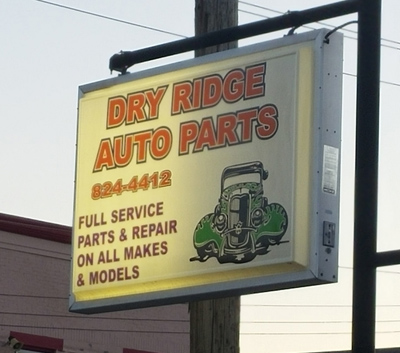 DRY RIDGE
AUTO PARTS
824-4412
FULL SERVICE
PARTS & REPAIR
ON ALL MAKES
& MODELS